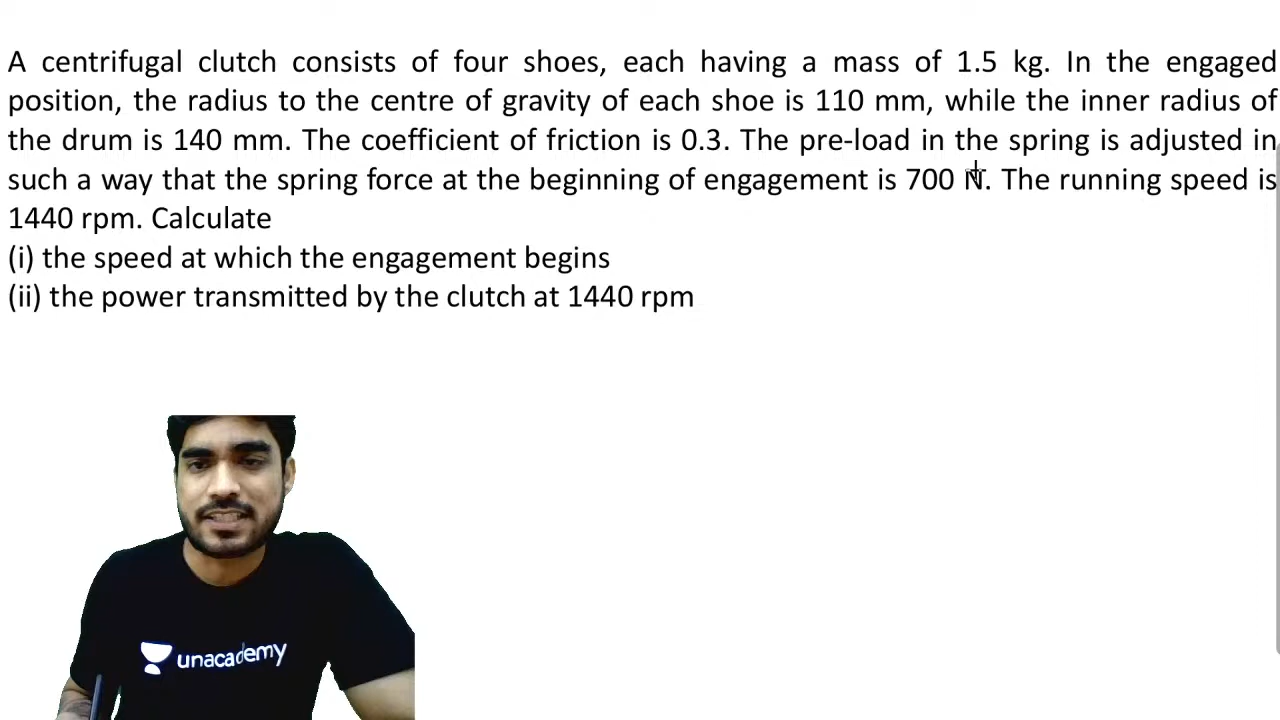 A centrifugal clutch consists of four shoes, each having a mass of 1.5 kg. In the engaged
position, the radius to the centre of gravity of each shoe is 110 mm, while the inner radius of
the drum is 140 mm. The coefficient of friction is 0.3. The pre-load in the spring is adjusted in
such a way that the spring force at the beginning of engagement is 700 N. The running speed is
1440 rpm. Calculate
(i) the speed at which the engagement begins
(ii) the power transmitted by the clutch at 1440 rpm
unacademy